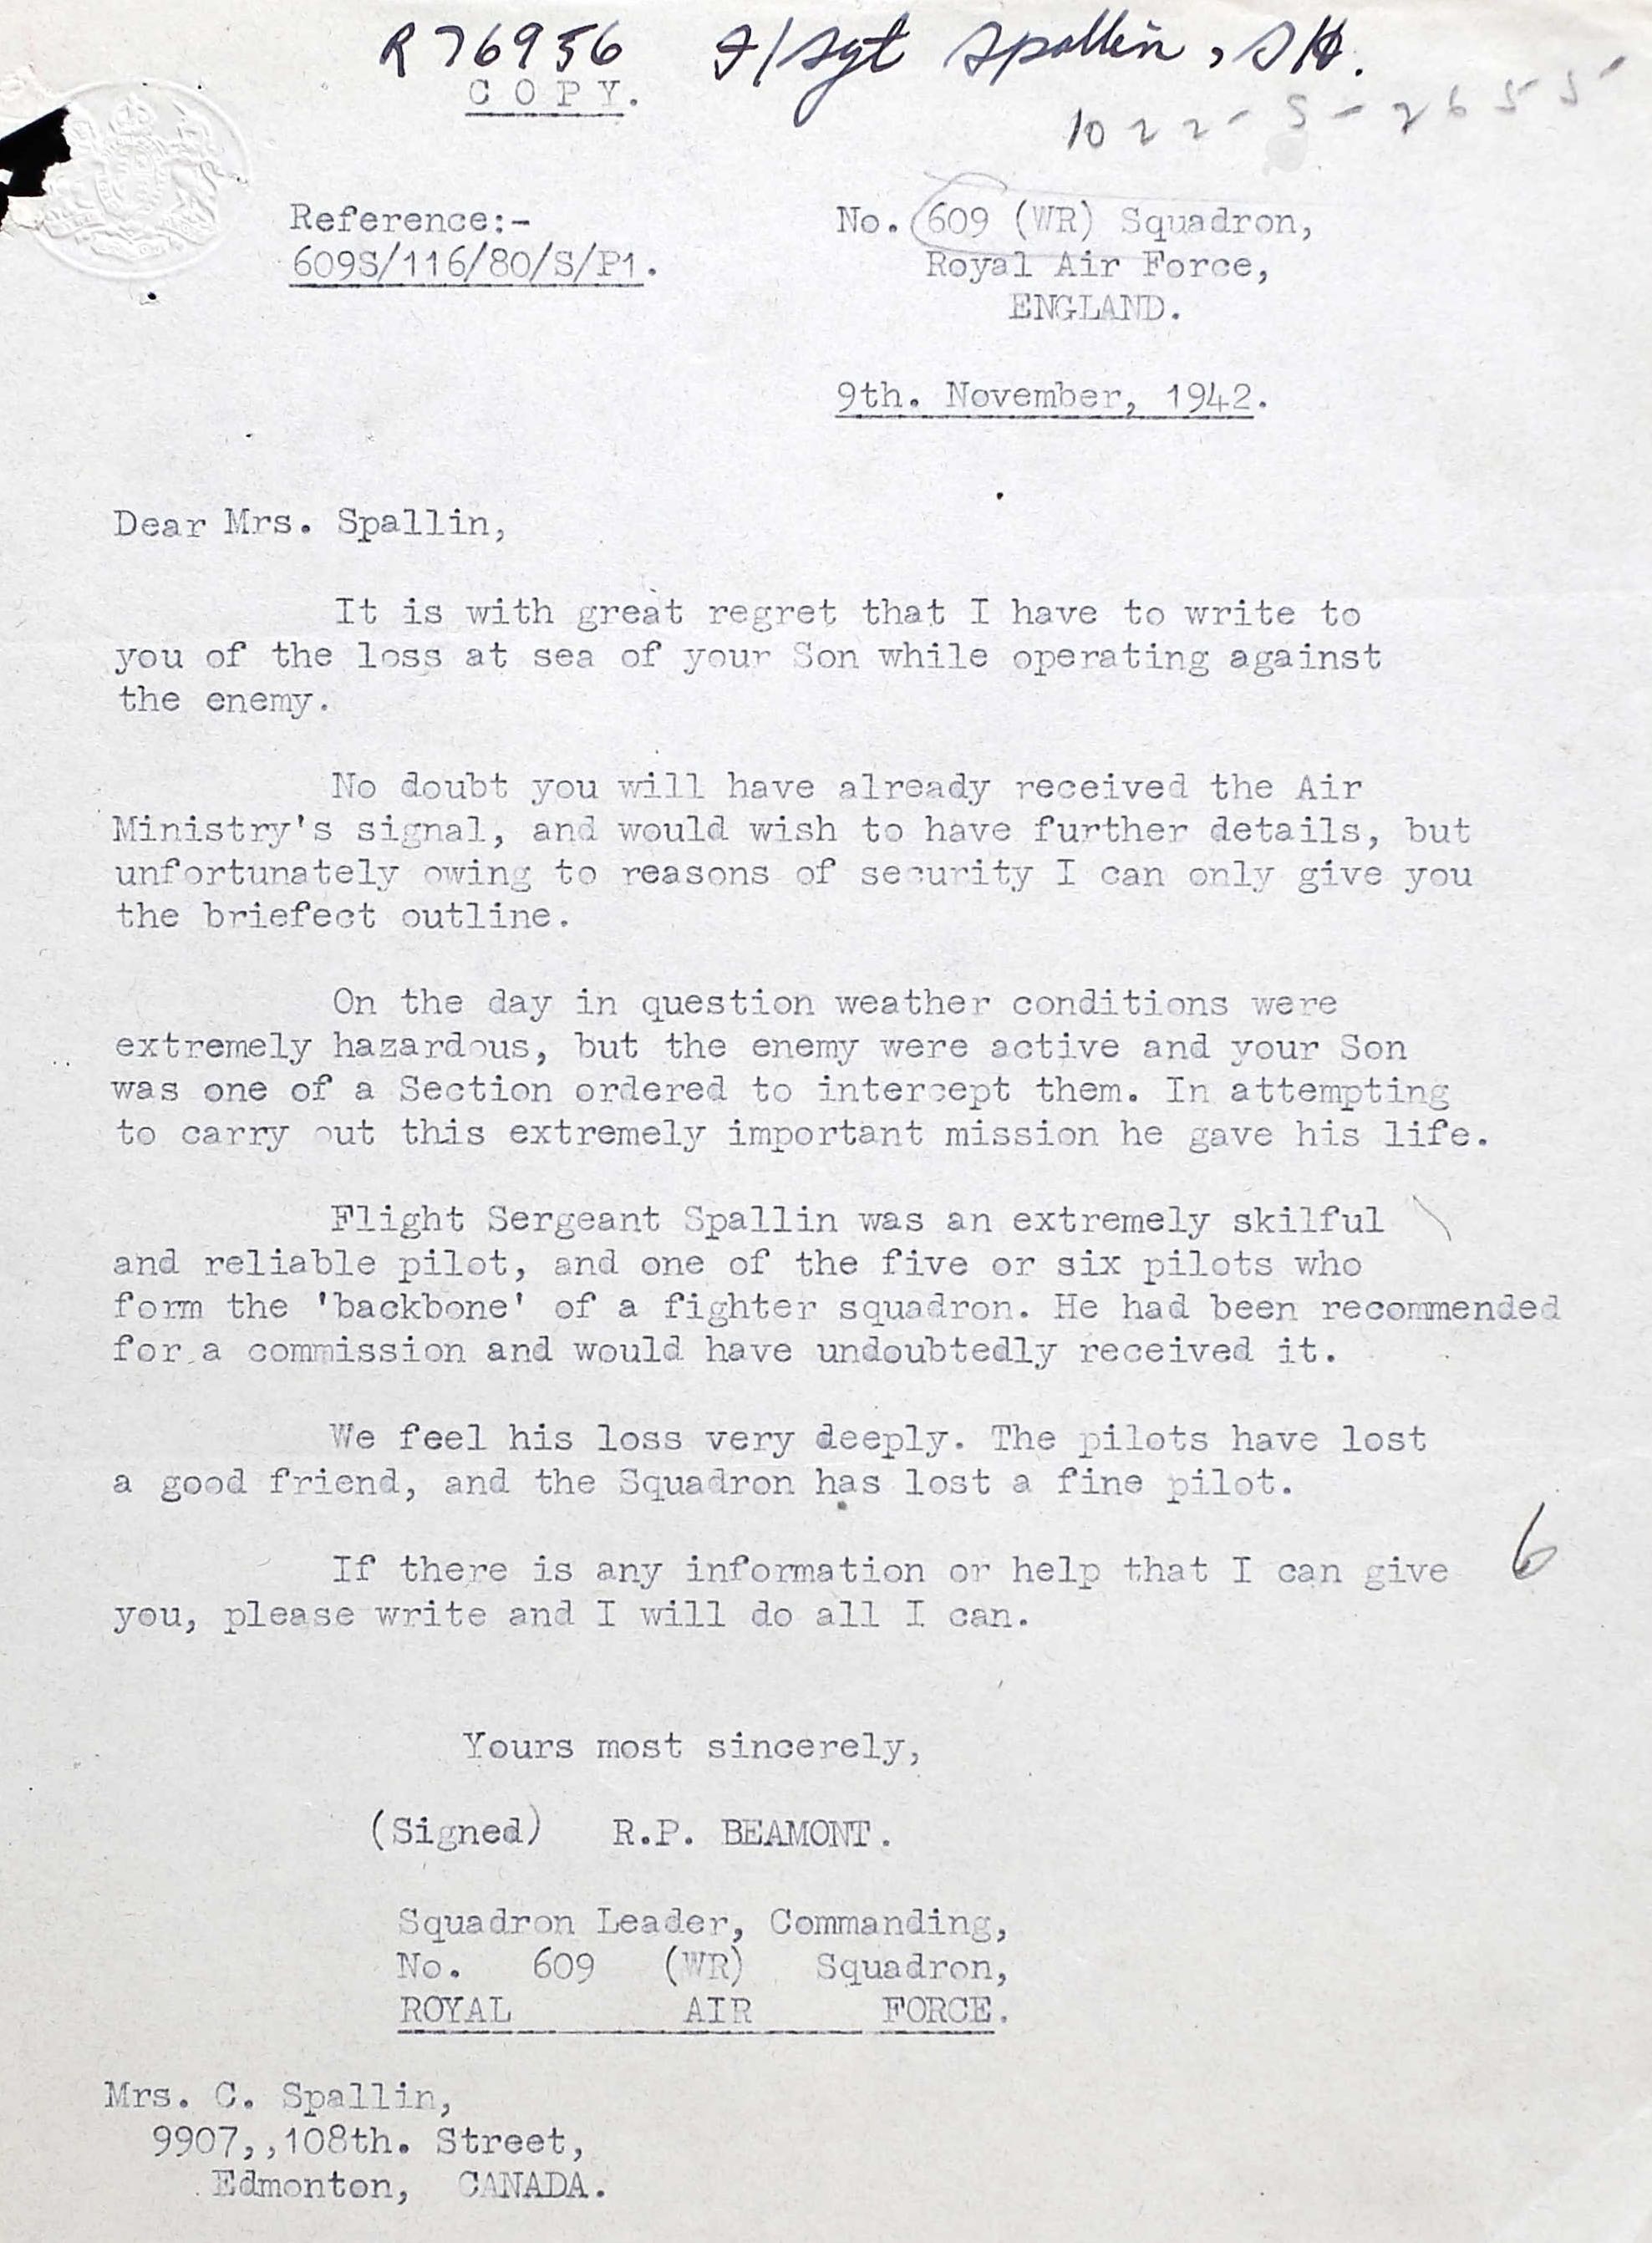 R76956 F/Sgt Spallin, S H.
COPY.
1022-S-2655
Reference:-
609S/116/80/S/P1.
No. 609 (WR) Squadron,
Royal Air Force,
ENGLAND.
9th. November, 1942.
Dear Mrs. Spallin,
It is with great regret that I have to write to
you of the loss at sea of your Son while operating against
the enemy.
No doubt you will have already received the Air
Ministry's signal, and would wish to have further details, but
unfortunately owing to reasons of security I can only give you
the briefect outline.
On the day in question weather conditions were
extremely hazardous, but the enemy were active and your Son
was one of a Section ordered to intercept them. In attempting
to carry out this extremely important mission he gave his life.
Flight Sergeant Spallin was an extremely skilful
and reliable pilot, and one of the five or six pilots who
form the 'backbone' of a fighter squadron. He had been recommended
for a commission and would have undoubtedly received it.
We feel his loss very deeply. The pilots have lost
a good friend, and the Squadron has lost a fine pilot.
If there is any information or help that I can give
you, please write and I will do all I can.
6
Yours most sincerely,
(Signed) R.P. BEAMONT.
Squadron Leader, Commanding,
No. 609 (WR) Squadron,
ROYAL AIR FORCE.
Mrs. C. Spallin,
9907,,108th. Street,
Edmonton, CANADA.